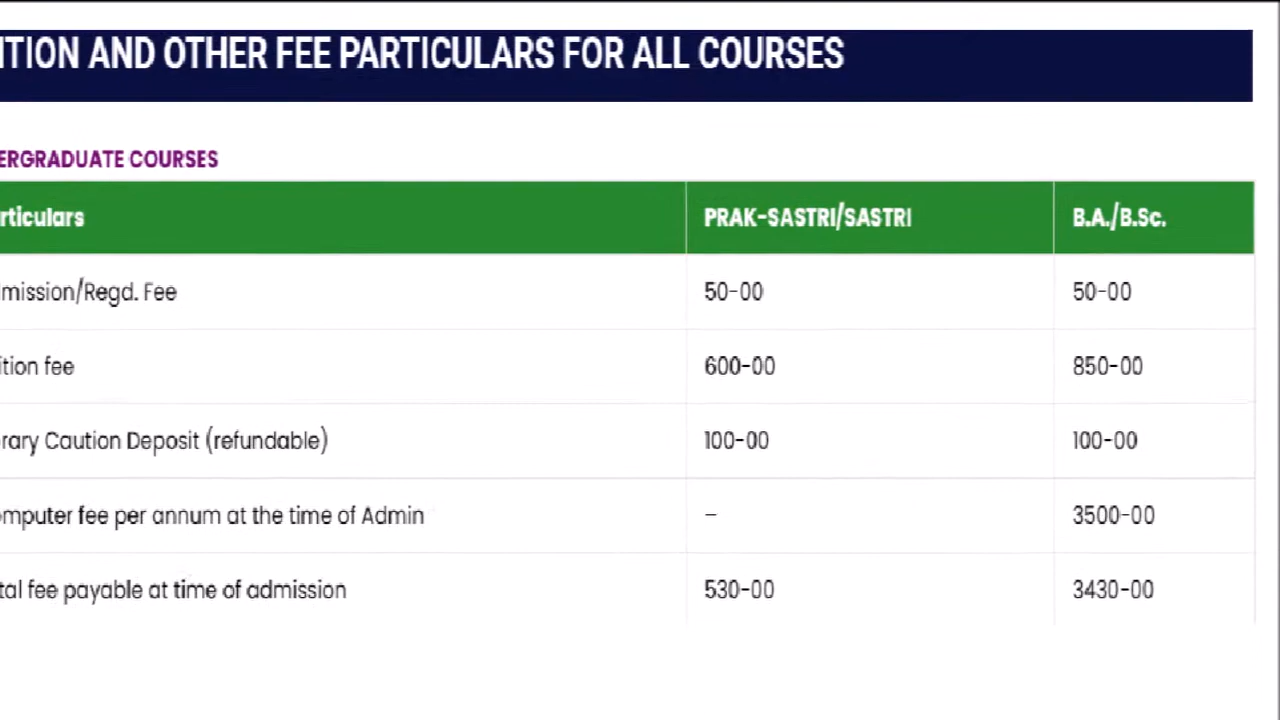 ITION AND OTHER FEE PARTICULARS FOR ALL COURSES
ERGRADUATE COURSES
rticulars PRAK-SASTRI/SASTRI B.A./B.Sc.
mission/Regd. Fee 50-00 50-00
ition fee 600-00 850-00
rary Caution Deposit (refundable) 100-00 100-00
mputer fee per annum at the time of Admin – 3500-00
tal fee payable at time of admission 530-00 3430-00